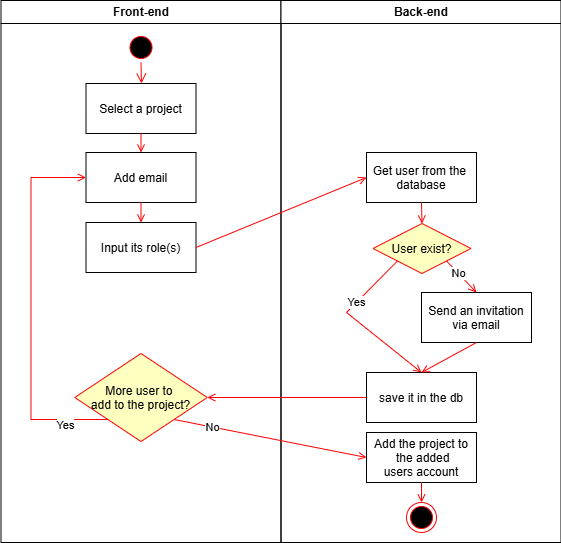 Front-end
Back-end
Select a project
Add email
Input its role(s)
Get user from the
database
User exist?
No
Yes
Send an invitation
via email
save it in the db
More user to
add to the project?
Yes
No
Add the project to
the added
users account